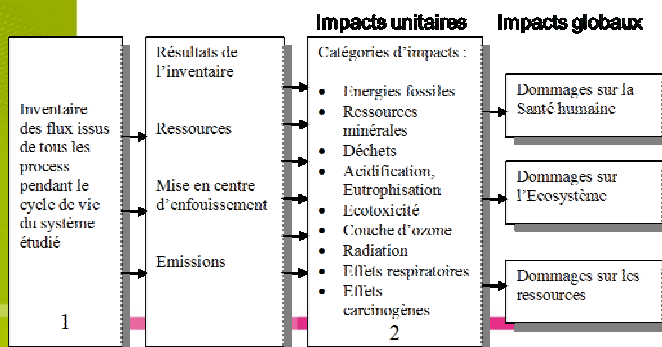 Impacts unitaires
Impacts globaux
Inventaire
des flux issus
de tous les
process
pendant le
cycle de vie
du système
étudié
1
Résultats de
l'inventaire
Ressources
Mise en centre
d'enfouissement
Emissions
Catégories d'impacts :
• Energies fossiles
• Ressources
minérales
• Déchets
• Acidification,
Eutrophisation
• Ecotoxicité
• Couche d'ozone
• Radiation
• Effets respiratoires
• Effets
carcinogènes
2
Dommages sur la
Santé humaine
Dommages sur
l'Ecosystème
Dommages sur les
ressources